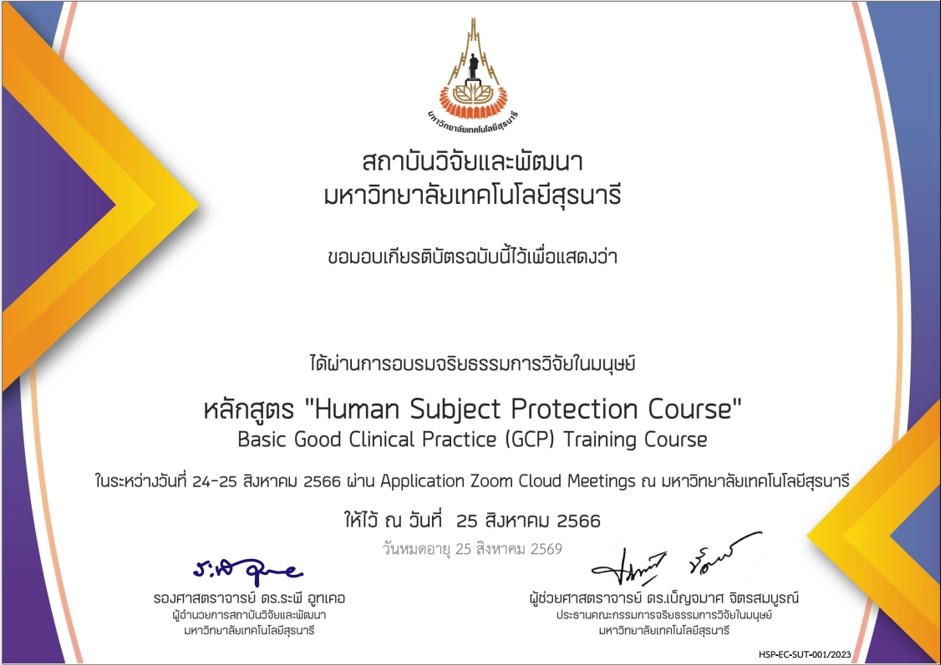 มหาวิทยาลัยเทคโนโลยีสุรนารี
สถาบันวิจัยและพัฒนา
มหาวิทยาลัยเทคโนโลยีสุรนารี
ขอมอบเกียรติบัตรฉบับนี้ไว้เพื่อแสดงว่า
ได้ผ่านการอบรมจริยธรรมการวิจัยในมนุษย์
หลักสูตร "Human Subject Protection Course"
Basic Good Clinical Practice (GCP) Training Course
ในระหว่างวันที่ 24-25 สิงหาคม 2566 ผ่าน Application Zoom Cloud Meetings ณ มหาวิทยาลัยเทคโนโลยีสุรนารี
ให้ไว้ ณ วันที่ 25 สิงหาคม 2566
วันหมดอายุ 25 สิงหาคม 2569
รองศาสตราจารย์ ดร.ระพี อูทเคอ
ผู้อำนวยการสถาบันวิจัยและพัฒนา
มหาวิทยาลัยเทคโนโลยีสุรนารี
ผู้ช่วยศาสตราจารย์ ดร.เบ็ญจมาศ จิตรสมบูรณ์
ประธานคณะกรรมการจริยธรรมการวิจัยในมนุษย์
มหาวิทยาลัยเทคโนโลยีสุรนารี
HSP-EC-SUT-001/2023